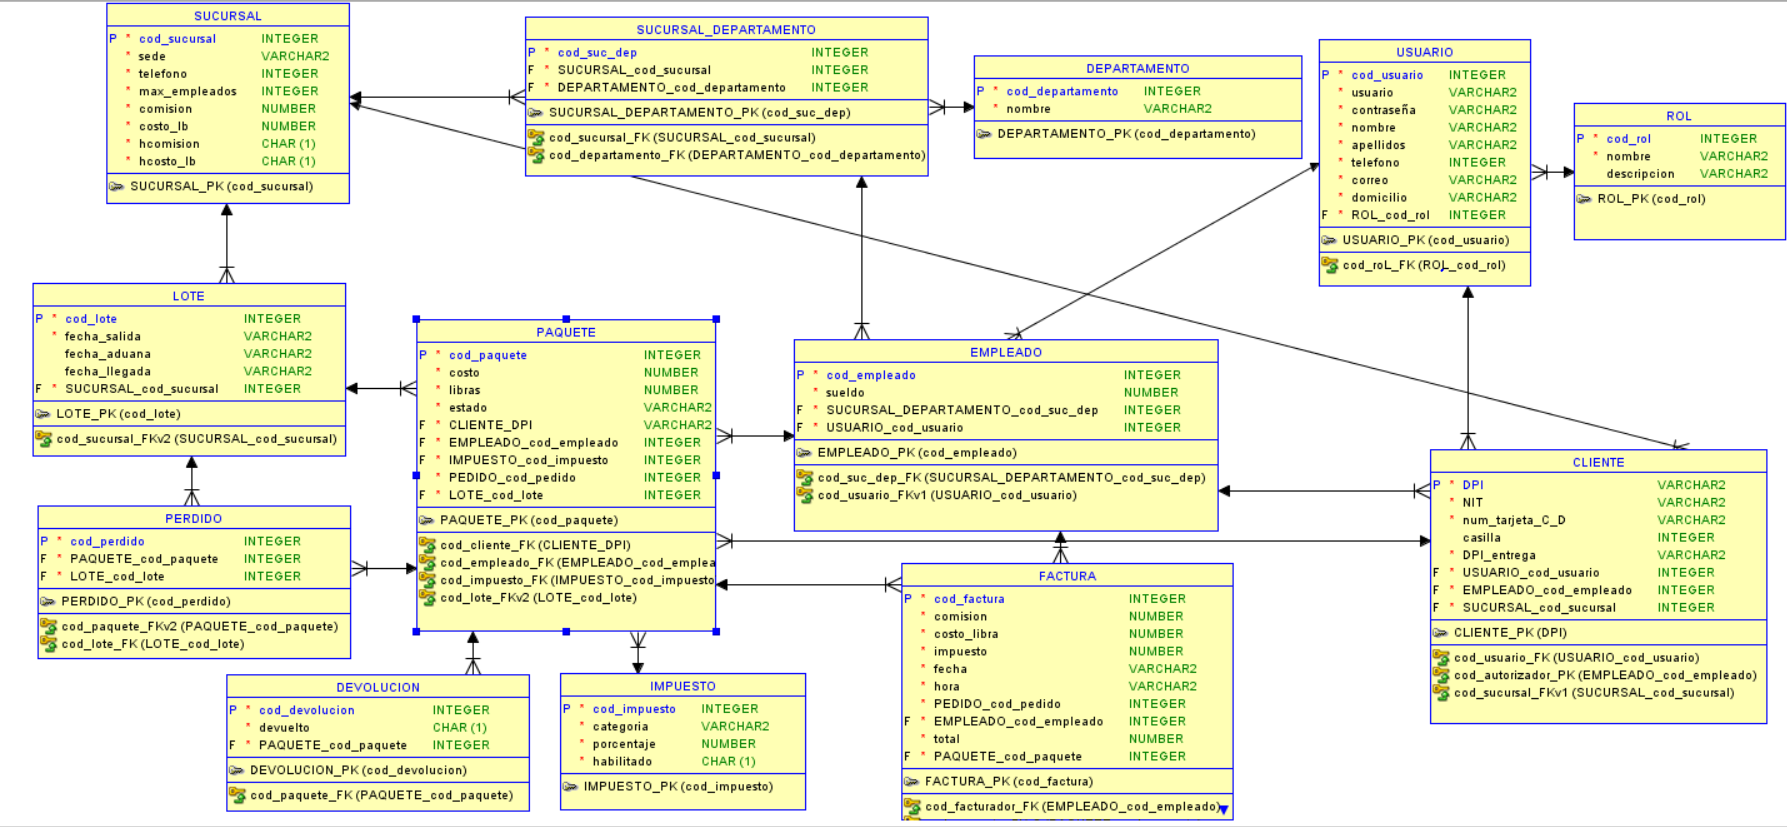 SUCURSAL
P * cod_sucursal INTEGER
* sede VARCHAR2
* telefono INTEGER
* max_empleados INTEGER
* comision NUMBER
* costo_lb NUMBER
* hcomision CHAR (1)
* hcosto_lb CHAR (1)
SUCURSAL_PK (cod_sucursal)
SUCURSAL_DEPARTAMENTO
P * cod_suc_dep INTEGER
F * SUCURSAL_cod_sucursal INTEGER
F * DEPARTAMENTO_cod_departamento INTEGER
SUCURSAL_DEPARTAMENTO_PK (cod_suc_dep)
cod_sucursal_FK (SUCURSAL_cod_sucursal)
cod_departamento_FK (DEPARTAMENTO_cod_departamento)
DEPARTAMENTO
P * cod_departamento INTEGER
* nombre VARCHAR2
DEPARTAMENTO_PK (cod_departamento)
USUARIO
P * cod_usuario INTEGER
* usuario VARCHAR2
* contraseña VARCHAR2
* nombre VARCHAR2
* apellidos VARCHAR2
* telefono INTEGER
* correo VARCHAR2
* domicilio VARCHAR2
F * ROL_cod_rol INTEGER
USUARIO_PK (cod_usuario)
cod_roL_FK (ROL_cod_rol)
ROL
P * cod_rol INTEGER
* nombre VARCHAR2
* descripcion VARCHAR2
ROL_PK (cod_rol)
LOTE
P * cod_lote INTEGER
* fecha_salida VARCHAR2
fecha_aduana VARCHAR2
fecha_llegada VARCHAR2
F * SUCURSAL_cod_sucursal INTEGER
LOTE_PK (cod_lote)
cod_sucursal_FKv2 (SUCURSAL_cod_sucursal)
PAQUETE
P * cod_paquete INTEGER
* costo NUMBER
* libras NUMBER
* estado VARCHAR2
F * CLIENTE_DPI VARCHAR2
F * EMPLEADO_cod_empleado INTEGER
F * IMPUESTO_cod_impuesto INTEGER
* PEDIDO_cod_pedido INTEGER
F * LOTE_cod_lote INTEGER
PAQUETE_PK (cod_paquete)
cod_cliente_FK (CLIENTE_DPI)
cod_empleado_FK (EMPLEADO_cod_emplea
cod_impuesto_FK (IMPUESTO_cod_impuesto
cod_lote_FKv2 (LOTE_cod_lote)
EMPLEADO
P * cod_empleado INTEGER
* sueldo NUMBER
F * SUCURSAL_DEPARTAMENTO_cod_suc_dep INTEGER
F * USUARIO_cod_usuario INTEGER
EMPLEADO_PK (cod_empleado)
cod_suc_dep_FK (SUCURSAL_DEPARTAMENTO_cod_suc_dep)
cod_usuario_FKv1 (USUARIO_cod_usuario)
CLIENTE
P * DPI VARCHAR2
* NIT VARCHAR2
* num_tarjeta_C_D VARCHAR2
casilla INTEGER
* DPI_entrega VARCHAR2
F * USUARIO_cod_usuario INTEGER
F * EMPLEADO_cod_empleado INTEGER
F * SUCURSAL_cod_sucursal INTEGER
CLIENTE_PK (DPI)
cod_usuario_FK (USUARIO_cod_usuario)
cod_autorizador_PK (EMPLEADO_cod_empleado)
cod_sucursal_FKv1 (SUCURSAL_cod_sucursal)
PERDIDO
P * cod_perdido INTEGER
F * PAQUETE_cod_paquete INTEGER
F * LOTE_cod_lote INTEGER
PERDIDO_PK (cod_perdido)
cod_paquete_FKv2 (PAQUETE_cod_paquete)
cod_lote_FK (LOTE_cod_lote)
FACTURA
P * cod_factura INTEGER
* comision NUMBER
* costo_libra NUMBER
* impuesto NUMBER
* fecha VARCHAR2
* hora VARCHAR2
* PEDIDO_cod_pedido INTEGER
F * EMPLEADO_cod_empleado INTEGER
* total NUMBER
F * PAQUETE_cod_paquete INTEGER
FACTURA_PK (cod_factura)
cod_facturador_FK (EMPLEADO_cod_empleado)
DEVOLUCION
P * cod_devolucion INTEGER
* devuelto CHAR (1)
F * PAQUETE_cod_paquete INTEGER
DEVOLUCION_PK (cod_devolucion)
cod_paquete_FK (PAQUETE_cod_paquete)
IMPUESTO
P * cod_impuesto INTEGER
* categoria VARCHAR2
* porcentaje NUMBER
* habilitado CHAR (1)
IMPUESTO_PK (cod_impuesto)